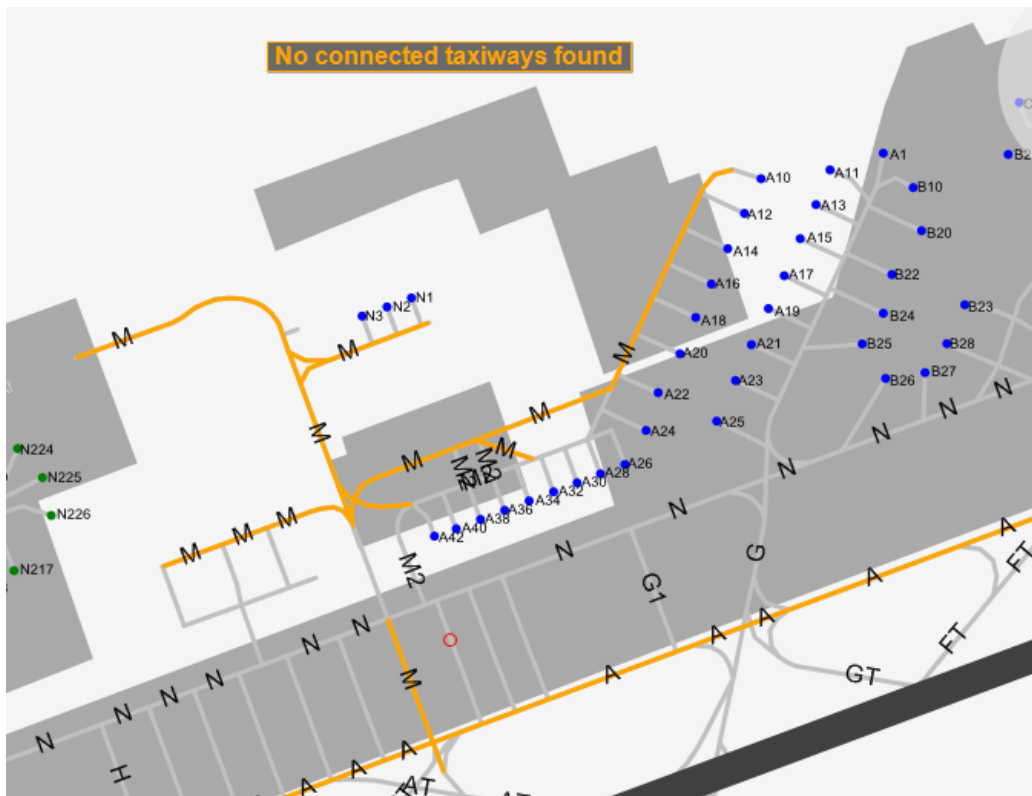 No connected taxiways found
A1
B2
A11
A10
B10
A13
A12
B20
A15
A14
B22
A17
A16
N1
N2
B23
A19
N3
B24
A18
M
A21
B25
B28
M
M
A20
B27
A23
B26
N
A22
N
M
A25
M
A24
N
N224
M
M
A26
N
N225
A28
A30
A32
A34
N
N226
M
M
M
A36
A38
A40
A42
A
N
G
FT
N217
M2
A
G1
A
FT
N
N
A
M
A
GT
N
N
N
N
A
A
A
H
AT